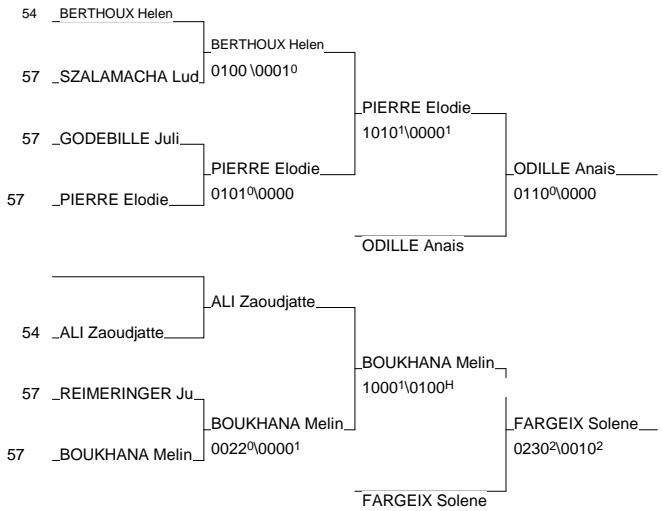 54 BERTHOUX Helen
BERTHOUX Helen
57 SZALAMACHA Lud 0100 \0001⁰
PIERRE Elodie
1010¹\0000¹
57 GODEBILLE Juli
PIERRE Elodie ODILLE Anais
57 PIERRE Elodie 0101⁰\0000 0110⁰\0000
ODILLE Anais
ALI Zaoudjatte
54 ALI Zaoudjatte
BOUKHANA Melin
1000¹\0100ᴴ
57 REIMERINGER Ju
BOUKHANA Melin FARGEIX Solene
57 BOUKHANA Melin 0022⁰\0000¹ 0230²\0010²
FARGEIX Solene